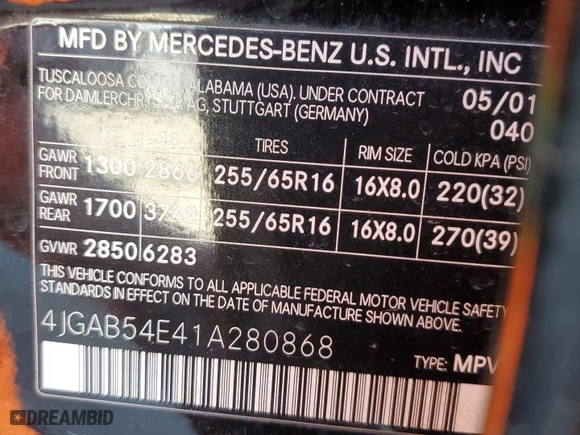 MFD BY MERCEDES-BENZ U.S. INTL., INC
TUSCALOOSA ALABAMA (USA). UNDER CONTRACT 05/01
FOR AG, STUTTGART (GERMANY) 040
TIRES RIM SIZE COLD KPA (PSI)
GAWR FRONT 1300 2866 255/65R16 16X8.0 220(32)
GAWR REAR 1700 255/65R16 16X8.0 270(39)
GVWR 2850 6283
THIS VEHICLE CONFORMS TO ALL APPLICABLE FEDERAL MOTOR VEHICLE SAFETY
STANDARDS IN EFFECT ON THE DATE OF MANUFACTURE SHOWN ABOVE.
4JGAB54E41A280868
TYPE: MPV
DREAMBID